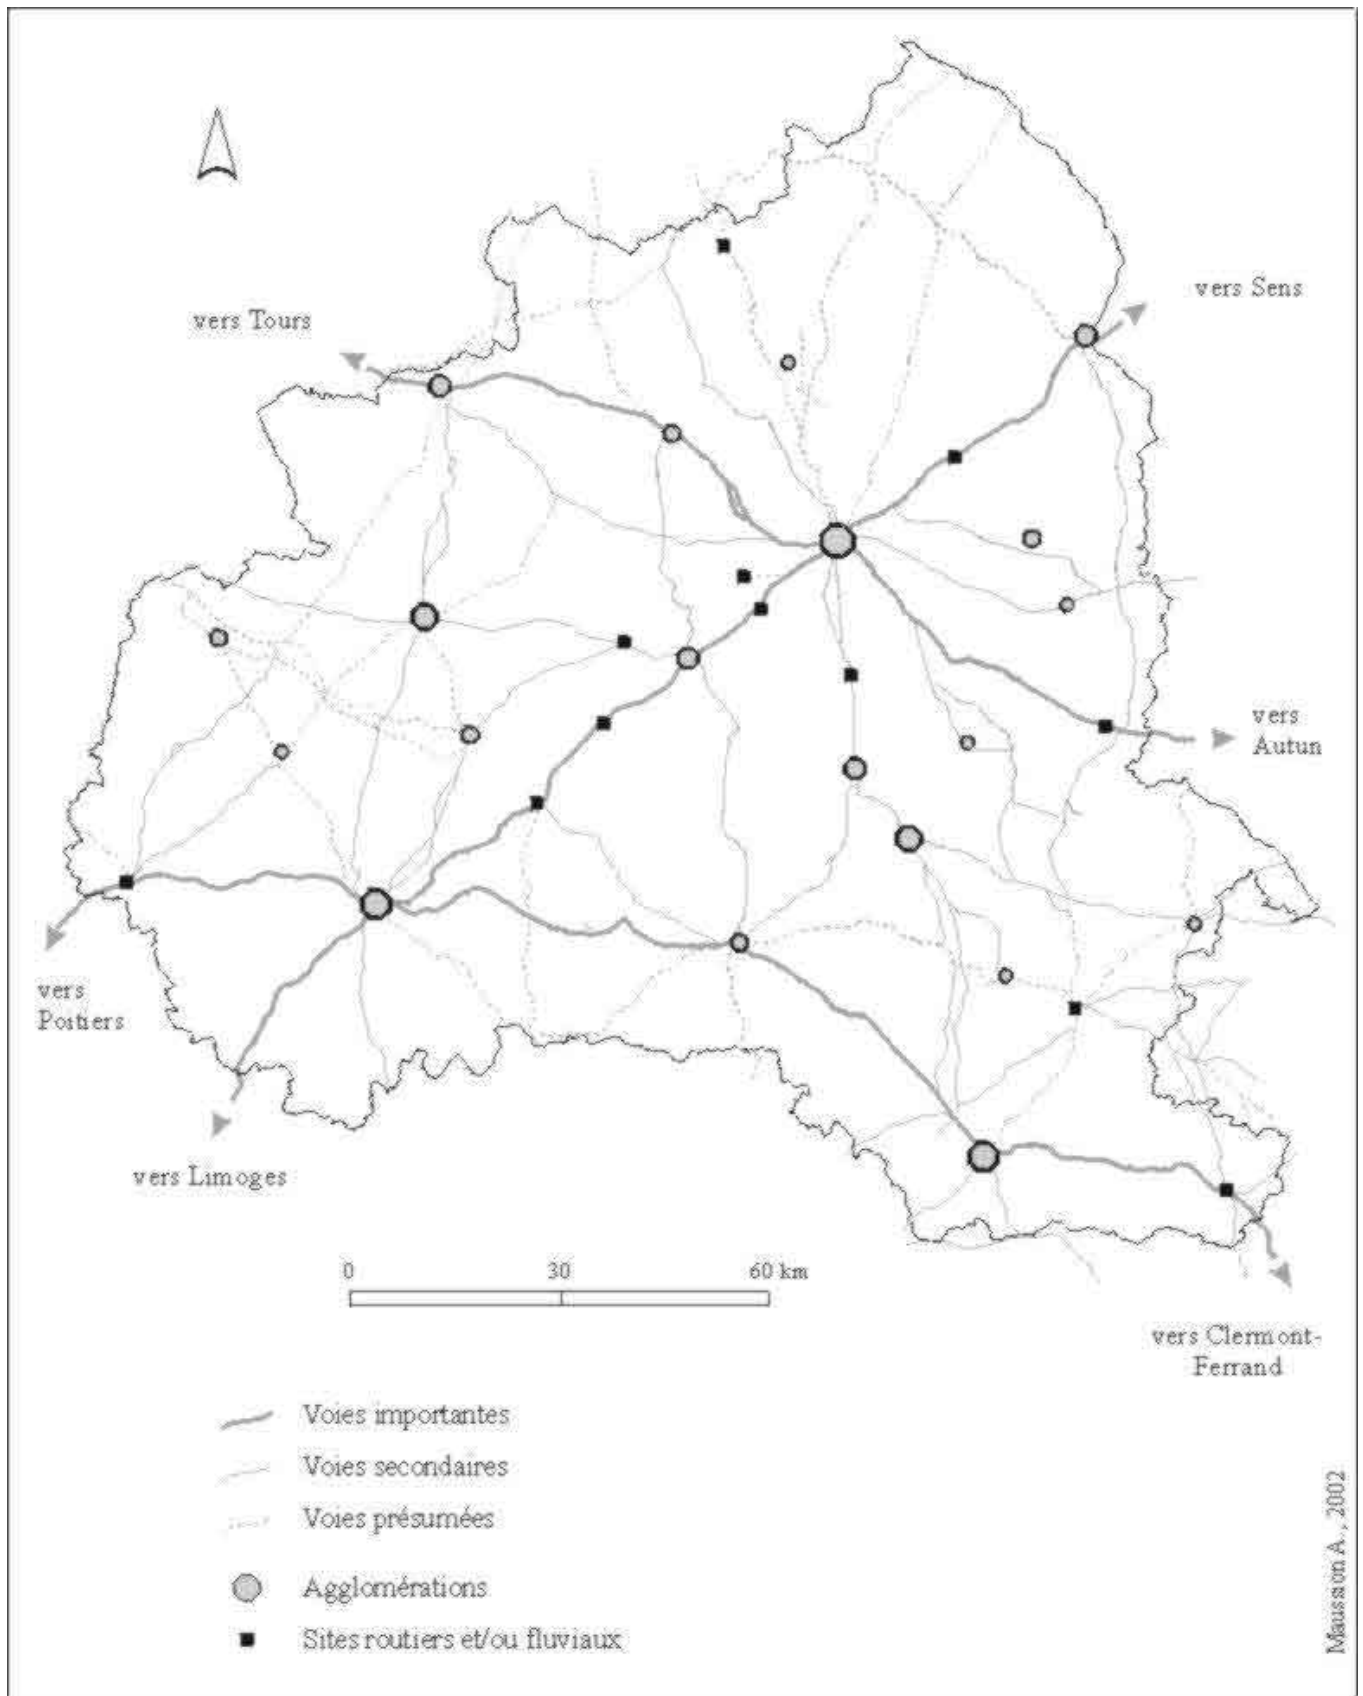 vers Sens
vers Tours
vers
Autun
vers
Poitiers
vers Limoges
0 30 60 km
vers Clermont-
Ferrand
Voies importantes
Voies secondaires
Voies présumées
Agglomérations
Sites routiers et/ou fluviaux
Maussion A., 2002